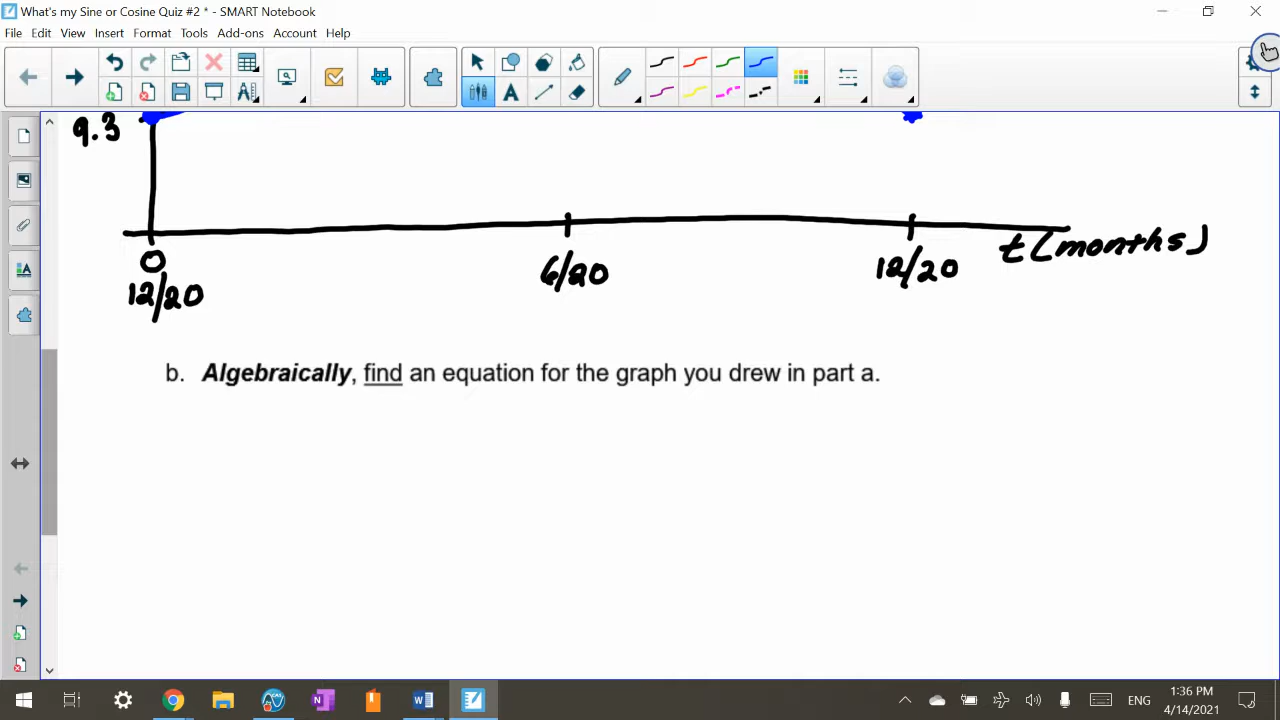 What's my Sine or Cosine Quiz #2 * - SMART Notebook
File Edit View Insert Format Tools Add-ons Account Help
9.3
t (months)
0
12/20
6/20
12/20
b. Algebraically, find an equation for the graph you drew in part a.
ENG
1:36 PM
4/14/2021